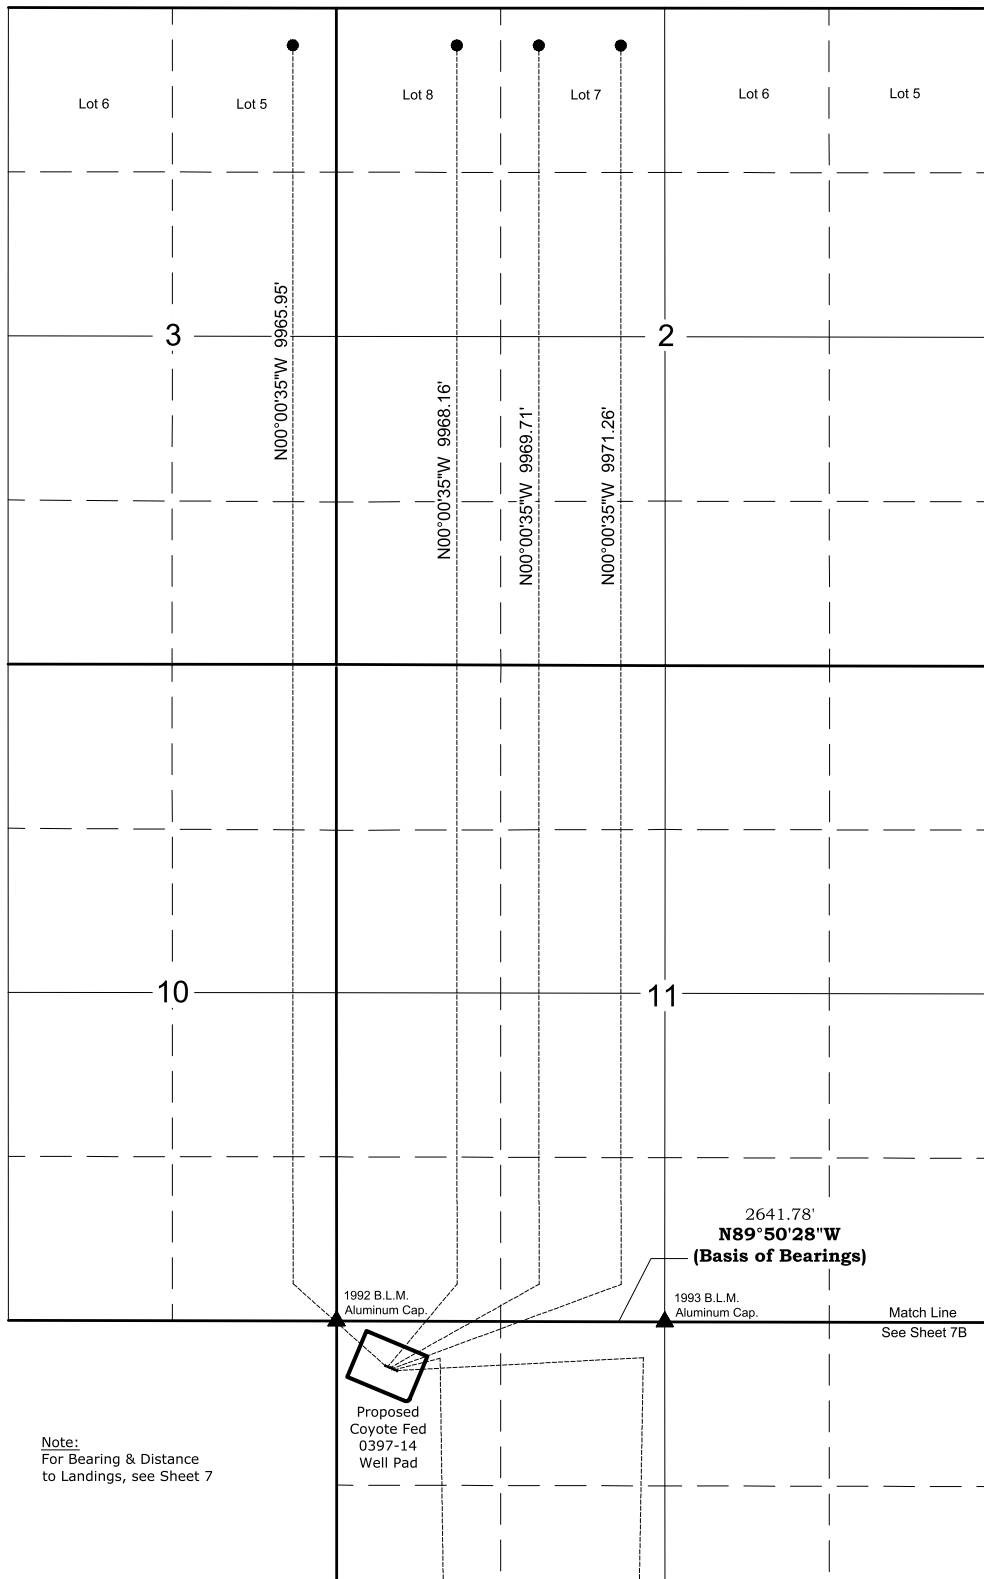 Lot 6
Lot 5
Lot 8
Lot 7
Lot 6
Lot 5
N00°00'35"W 9965.95'
3
2
N00°00'35"W 9968.16'
N00°00'35"W 9969.71'
N00°00'35"W 9971.26'
10
11
2641.78'
N89°50'28"W
(Basis of Bearings)
1992 B.L.M.
Aluminum Cap.
1993 B.L.M.
Aluminum Cap.
Match Line
See Sheet 7B
Proposed
Coyote Fed
0397-14
Well Pad
Note:
For Bearing & Distance
to Landings, see Sheet 7